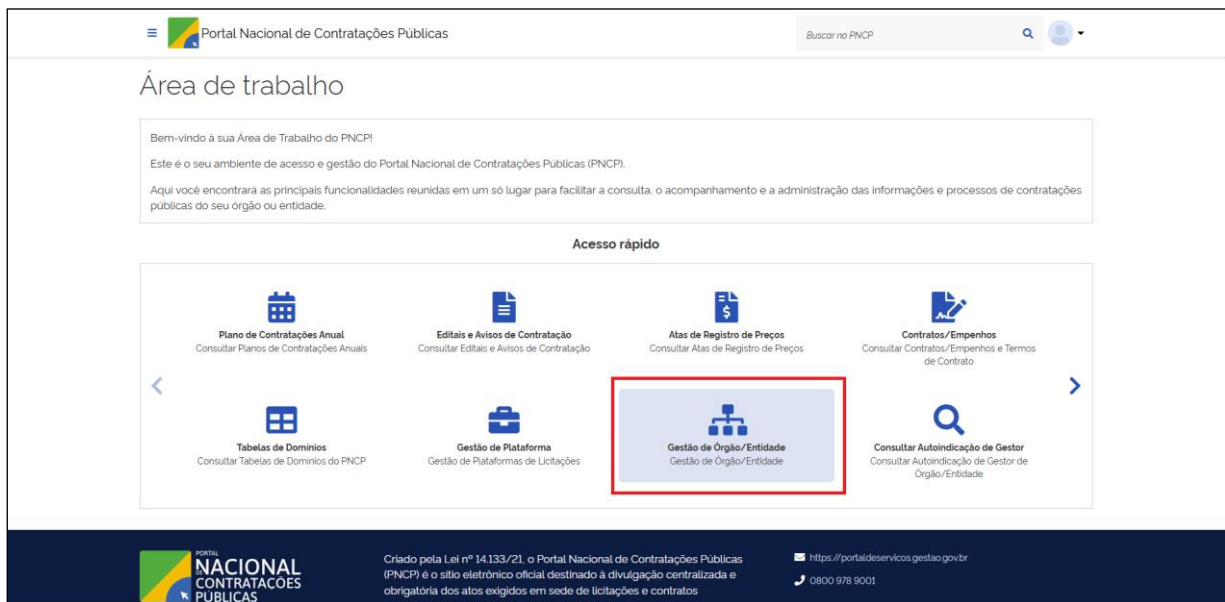 Portal Nacional de Contratações Públicas
Buscar no PNCP
Área de trabalho
Bem-vindo à sua Área de Trabalho do PNCP!
Este é o seu ambiente de acesso e gestão do Portal Nacional de Contratações Públicas (PNCP).
Aqui você encontrará as principais funcionalidades reunidas em um só lugar para facilitar a consulta, o acompanhamento e a administração das informações e processos de contratações
públicas do seu órgão ou entidade.
Acesso rápido
Plano de Contratações Anual
Consultar Planos de Contratações Anuais
Editais e Avisos de Contratação
Consultar Editais e Avisos de Contratação
Atas de Registro de Preços
Consultar Atas de Registro de Preços
Contratos/Empenhos
Consultar Contratos/Empenhos e Termos
de Contrato
Tabelas de Domínios
Consultar Tabelas de Domínios do PNCP
Gestão de Plataforma
Gestão de Plataformas de Licitações
Gestão de Órgão/Entidade
Gestão de Órgão/Entidade
Consultar Autoindicação de Gestor
Consultar Autoindicação de Gestor de
Órgão/Entidade
PORTAL
NACIONAL
CONTRATAÇÕES
PÚBLICAS
Criado pela Lei nº 14.133/21, o Portal Nacional de Contratações Públicas
(PNCP) é o sítio eletrônico oficial destinado à divulgação centralizada e
obrigatória dos atos exigidos em sede de licitações e contratos
https://portaldeservicos.gestao.gov.br
0800 978 9001